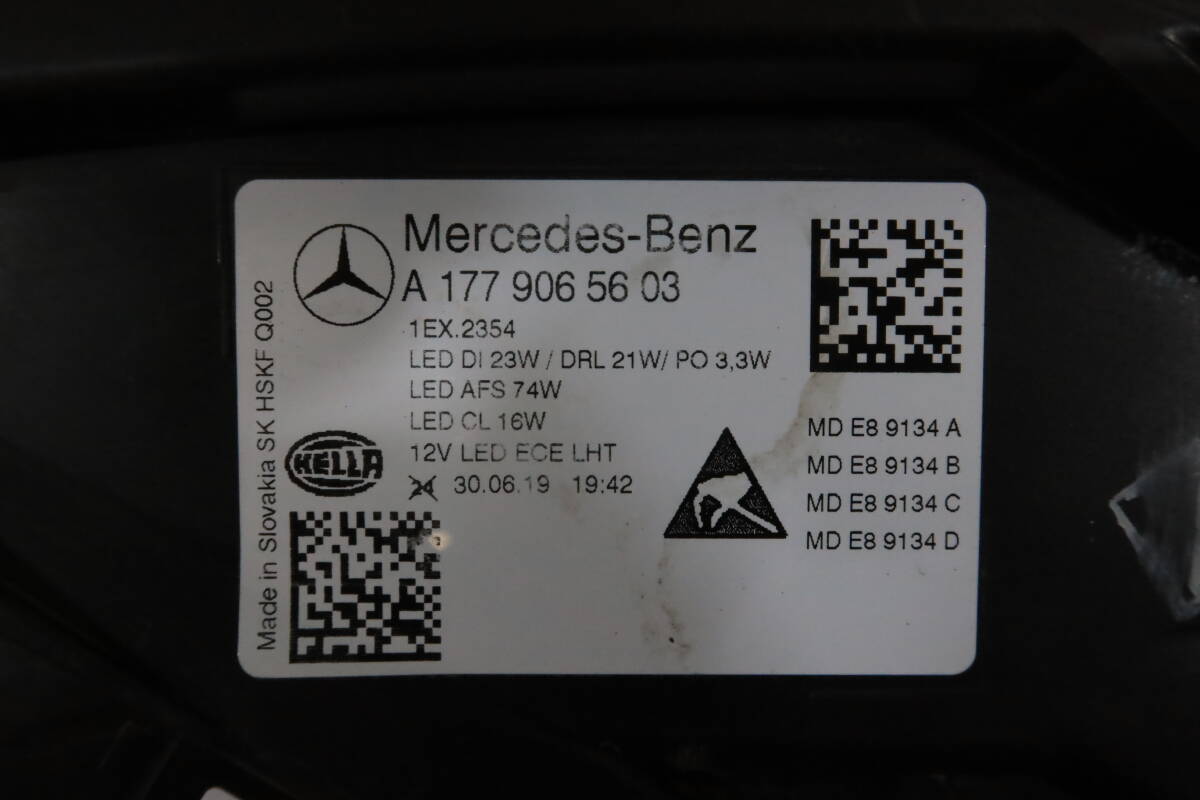 Mercedes-Benz
A 177 906 56 03
1EX.2354
LED DI 23W / DRL 21W/ PO 3,3W
LED AFS 74W
LED CL 16W
12V LED ECE LHT
24 30.06.19 19:42
HELLA
Made in Slovakia SK HSKF Q002
MD E8 9134 A
MD E8 9134 B
MD E8 9134 C
MD E8 9134 D